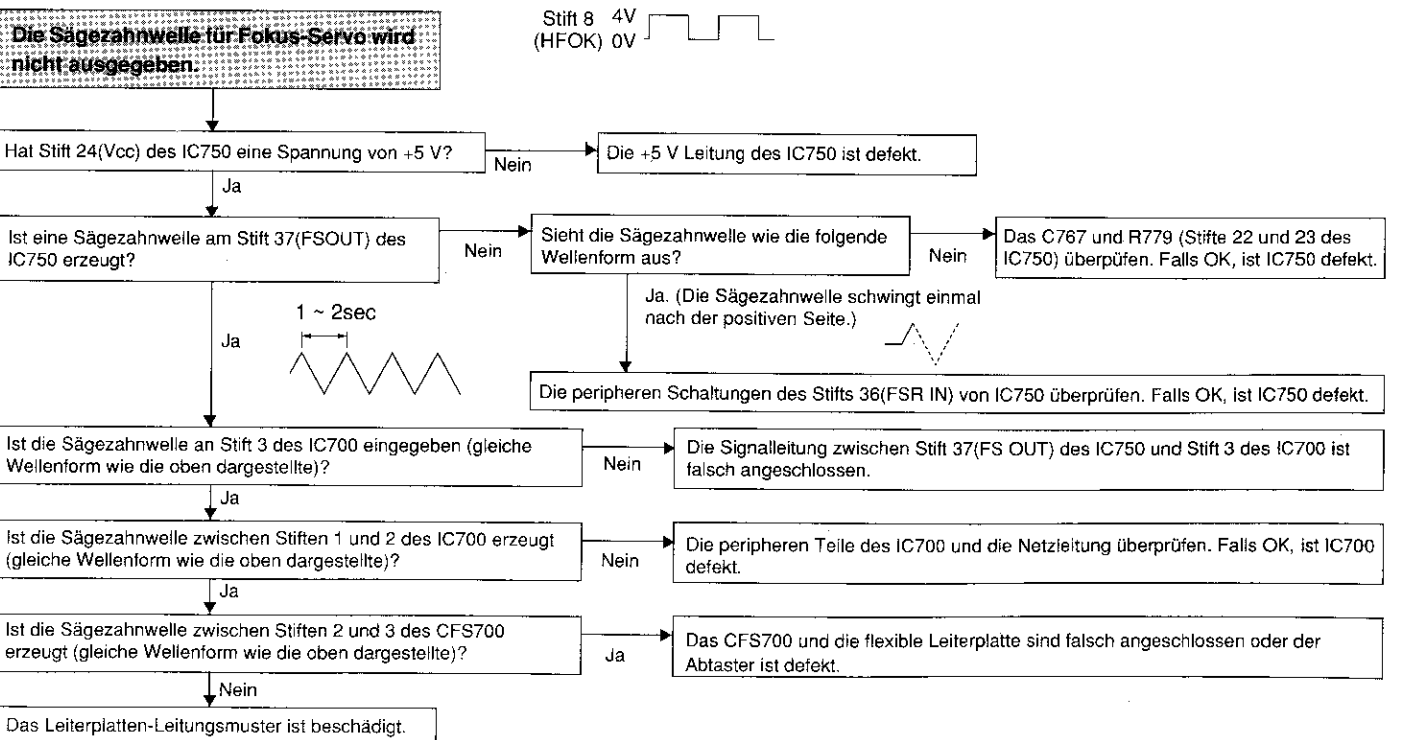 Stift 8 4V
(HFOK) 0V
Die Sägezahnwelle für Fokus-Servo wird
nicht ausgegeben.
Hat Stift 24(Vcc) des IC750 eine Spannung von +5 V?
Nein
Die +5 V Leitung des IC750 ist defekt.
Ja
Ist eine Sägezahnwelle am Stift 37(FSOUT) des
IC750 erzeugt?
Nein
Sieht die Sägezahnwelle wie die folgende
Wellenform aus?
Nein
Das C767 und R779 (Stifte 22 und 23 des
IC750) überpüfen. Falls OK, ist IC750 defekt.
Ja
1 ~ 2sec
Ja. (Die Sägezahnwelle schwingt einmal
nach der positiven Seite.)
Die peripheren Schaltungen des Stifts 36(FSR IN) von IC750 überprüfen. Falls OK, ist IC750 defekt.
Ist die Sägezahnwelle an Stift 3 des IC700 eingegeben (gleiche
Wellenform wie die oben dargestellte)?
Nein
Die Signalleitung zwischen Stift 37(FS OUT) des IC750 und Stift 3 des IC700 ist
falsch angeschlossen.
Ja
Ist die Sägezahnwelle zwischen Stiften 1 und 2 des IC700 erzeugt
(gleiche Wellenform wie die oben dargestellte)?
Nein
Die peripheren Teile des IC700 und die Netzleitung überprüfen. Falls OK, ist IC700
defekt.
Ja
Ist die Sägezahnwelle zwischen Stiften 2 und 3 des CFS700
erzeugt (gleiche Wellenform wie die oben dargestellte)?
Ja
Das CFS700 und die flexible Leiterplatte sind falsch angeschlossen oder der
Abtaster ist defekt.
Nein
Das Leiterplatten-Leitungsmuster ist beschädigt.